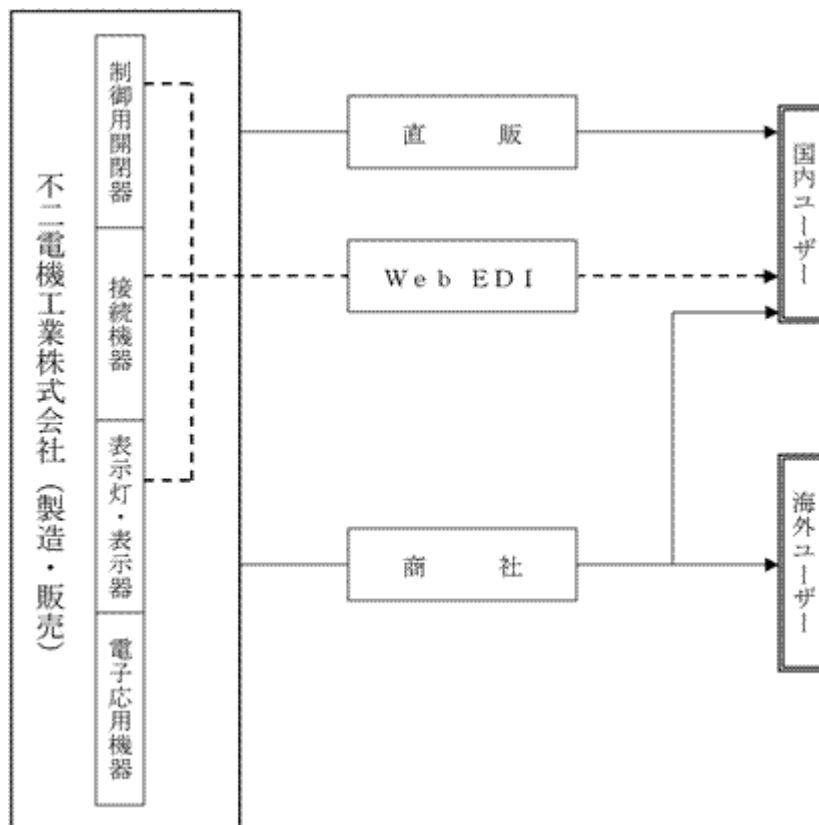 不二電機工業株式会社（製造・販売）
制御用開閉器
接続機器
表示灯・表示器
電子応用機器
直販
Web EDI
商社
国内ユーザー
海外ユーザー